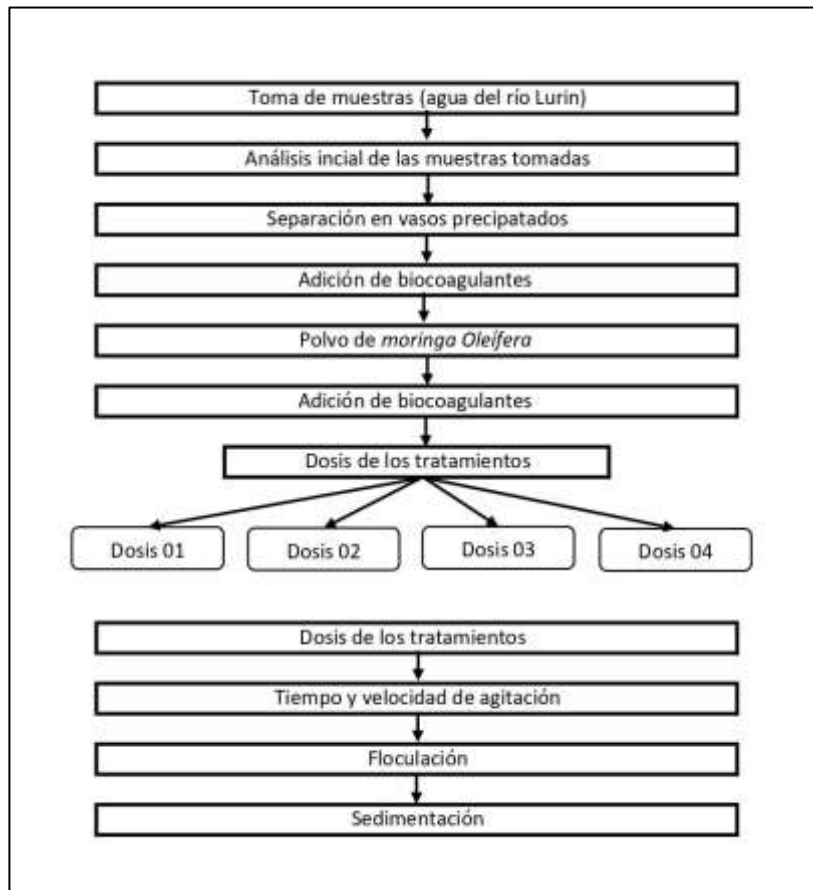 Toma de muestras (agua del río Lurin)
Análisis incial de las muestras tomadas
Separación en vasos precipatados
Adición de biocoagulantes
Polvo de moringa Oleífera
Adición de biocoagulantes
Dosis de los tratamientos
Dosis 01
Dosis 02
Dosis 03
Dosis 04
Dosis de los tratamientos
Tiempo y velocidad de agitación
Floculación
Sedimentación